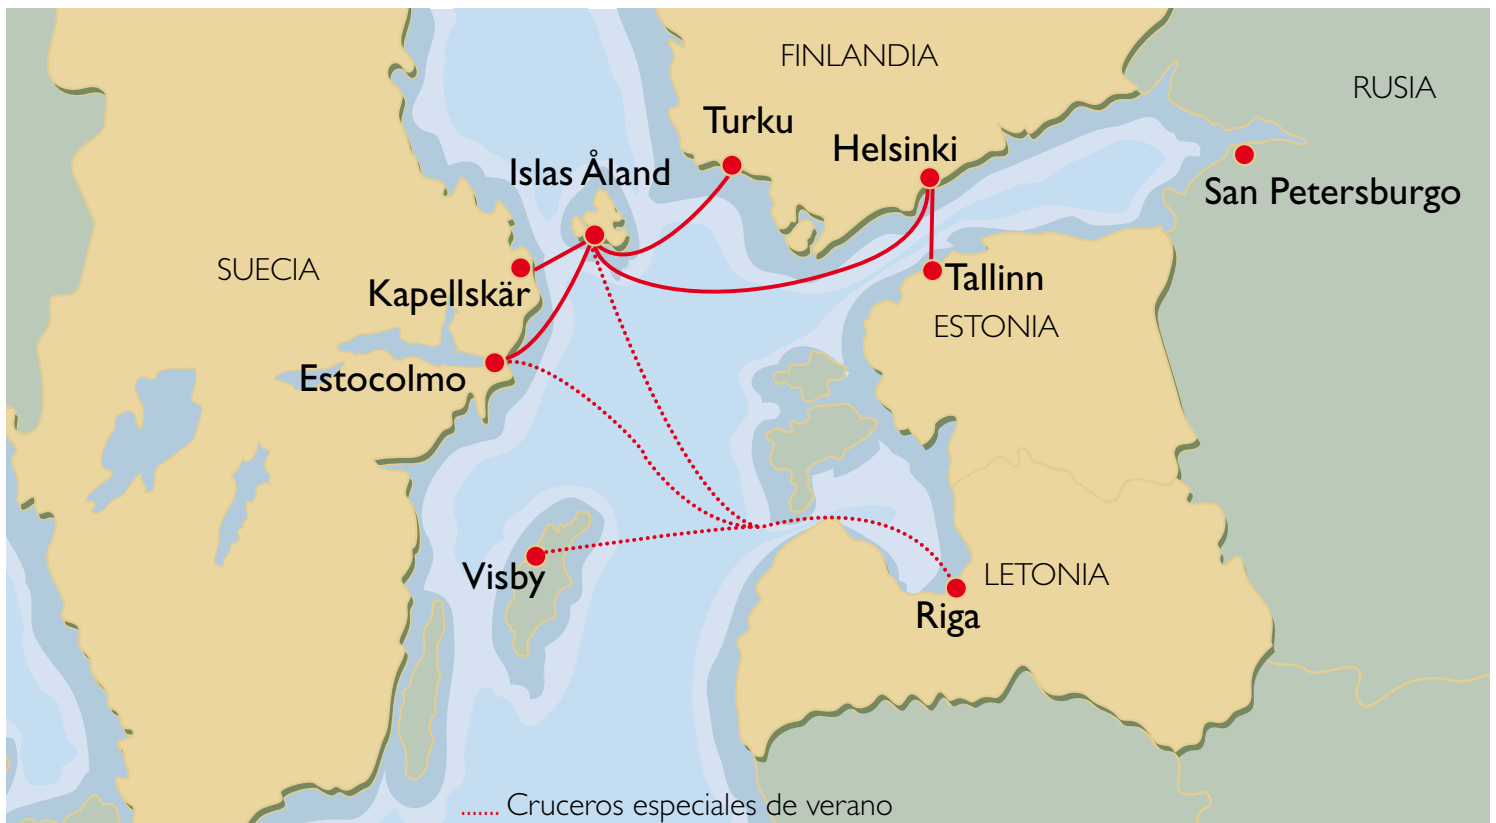 FINLANDIA
RUSIA
Turku
Helsinki
Islas Åland
San Petersburgo
SUECIA
Kapellskär
Tallinn
ESTONIA
Estocolmo
Visby
LETONIA
Riga
....... Cruceros especiales de verano